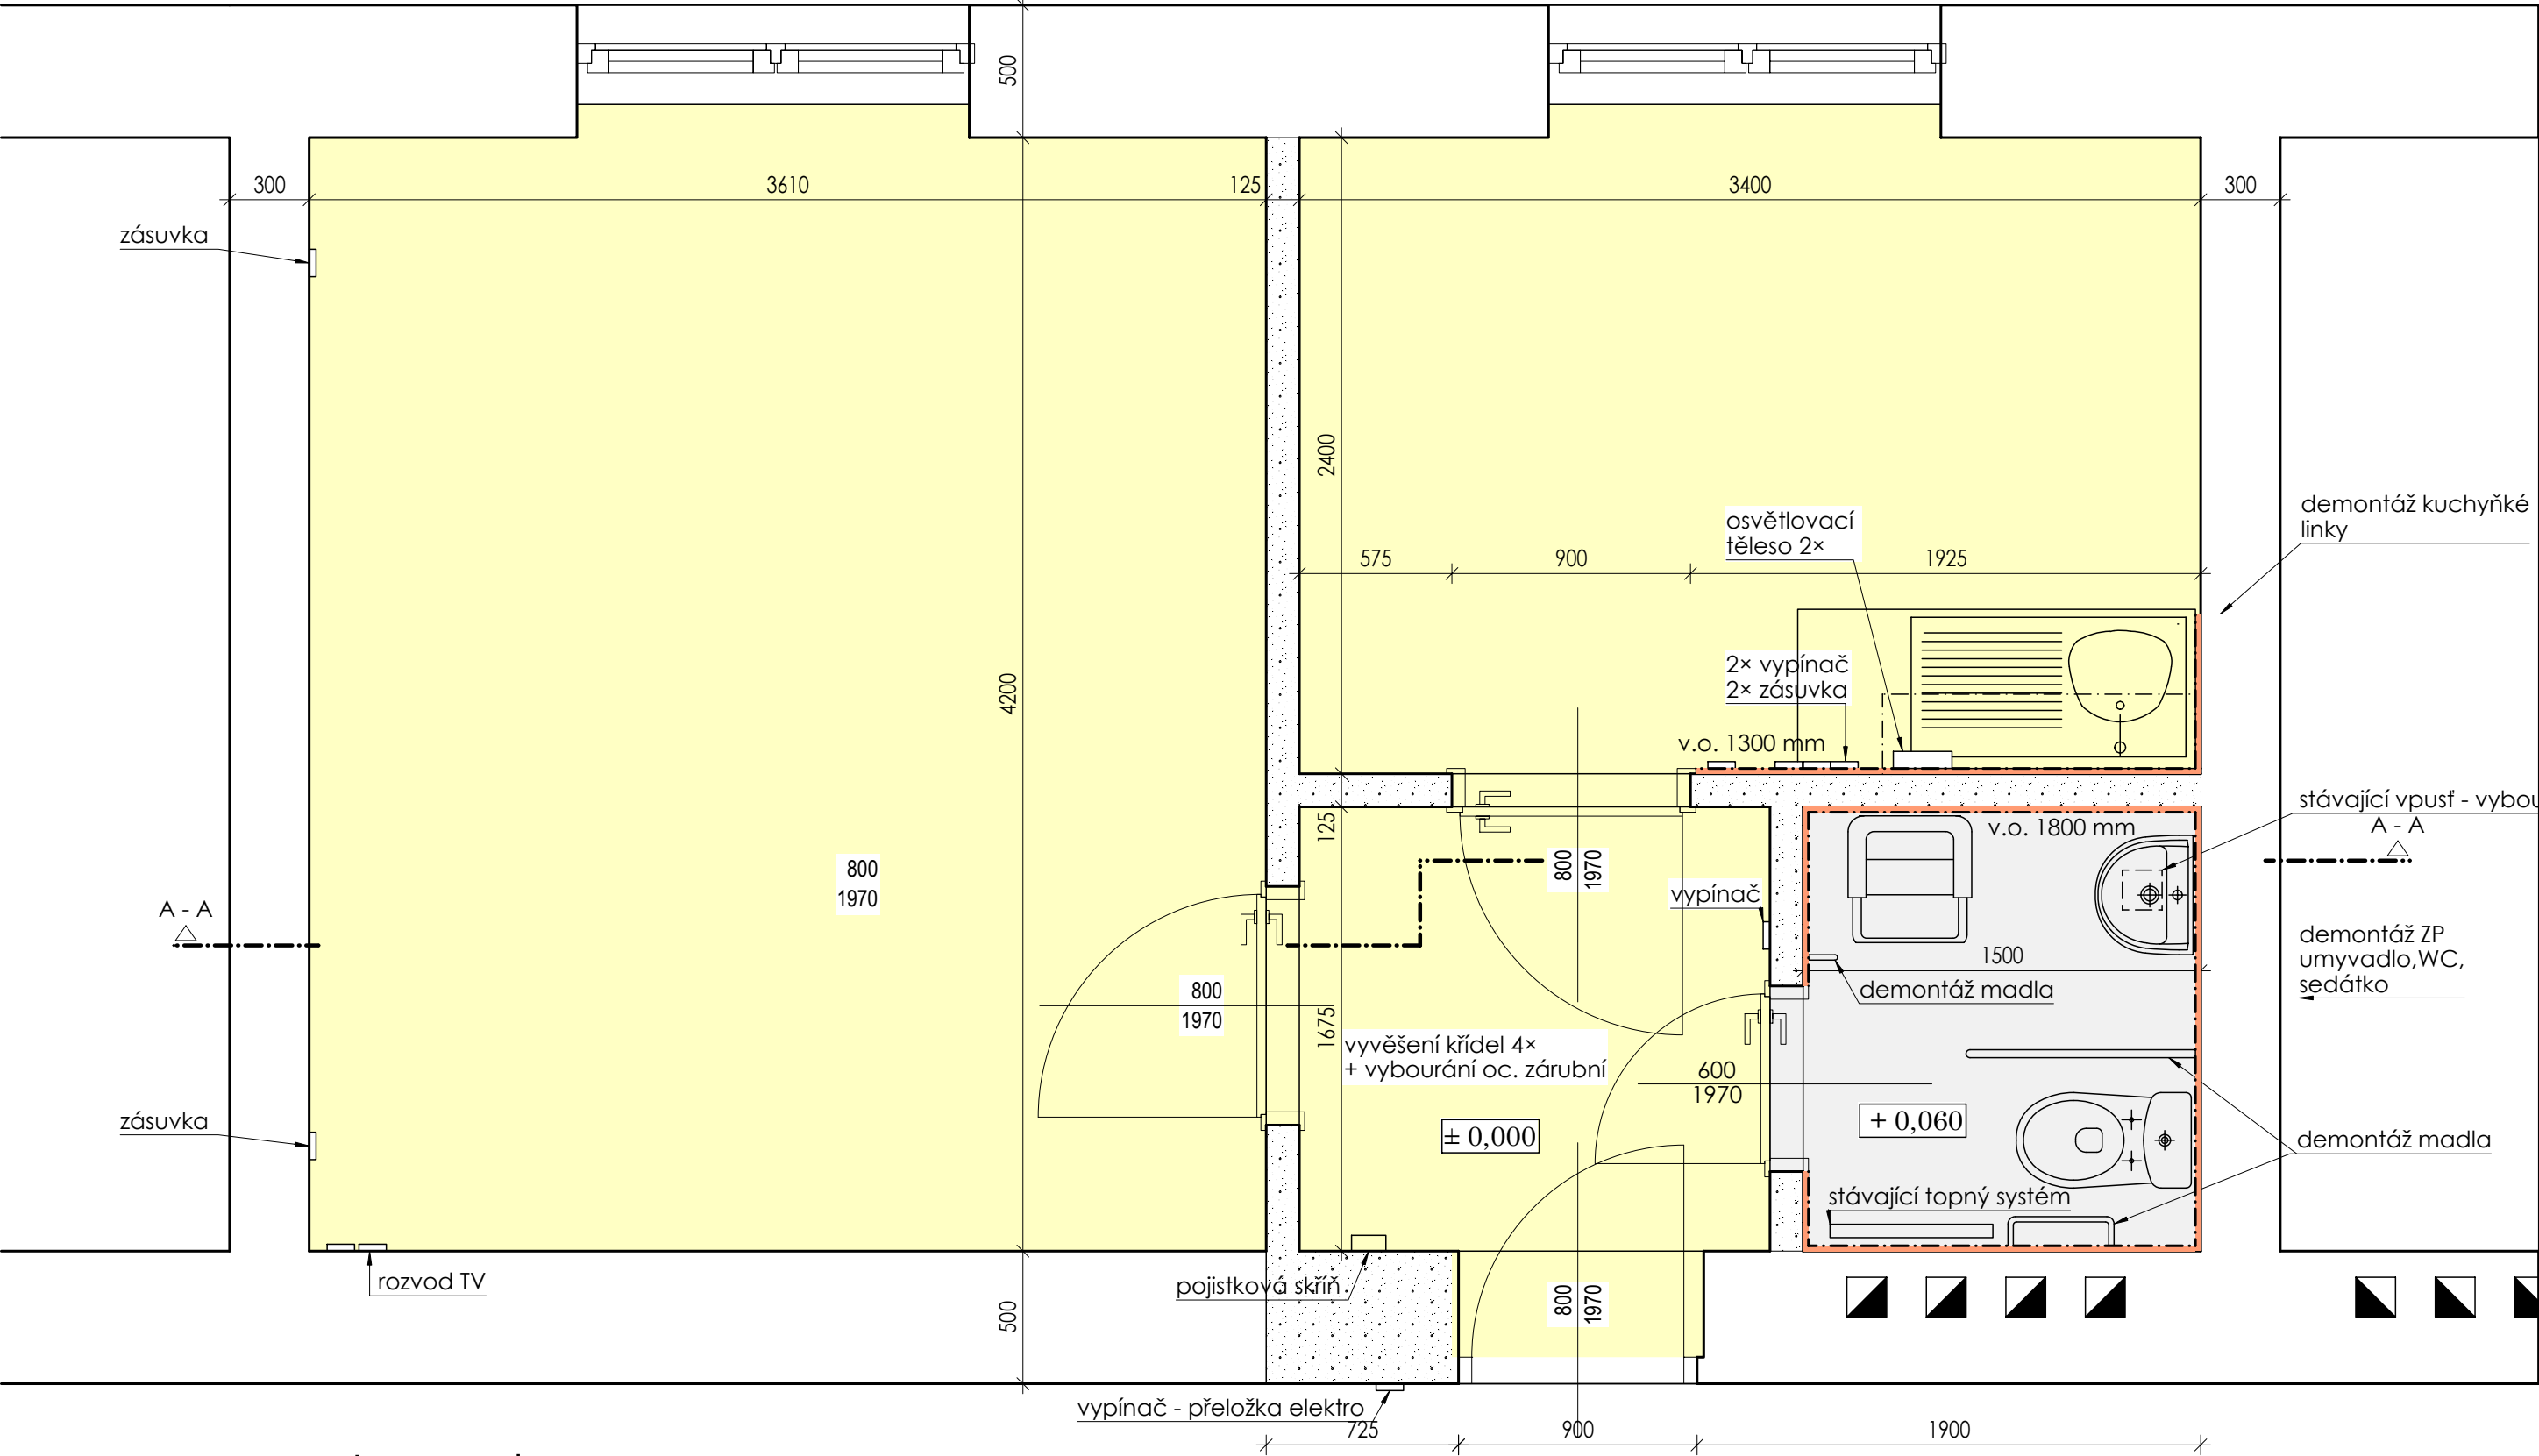 500
300
3610
125
3400
300
zásuvka
2400
demontáž kuchyňké
linky
osvětlovací
těleso 2×
575
900
1925
2× vypínač
2× zásuvka
4200
v.o. 1300 mm
stávající vpusť - vybou
125
v.o. 1800 mm
A - A
800
1970
800
1970
vypínač
A - A
demontáž ZP
umyvadlo,WC,
sedátko
1500
demontáž madla
800
1970
1675
vyvěšení křídel 4×
+ vybourání oc. zárubní
600
1970
zásuvka
± 0,000
+ 0,060
demontáž madla
stávající topný systém
rozvod TV
pojistková skříň
500
800
1970
vypínač - přeložka elektro
725
900
1900